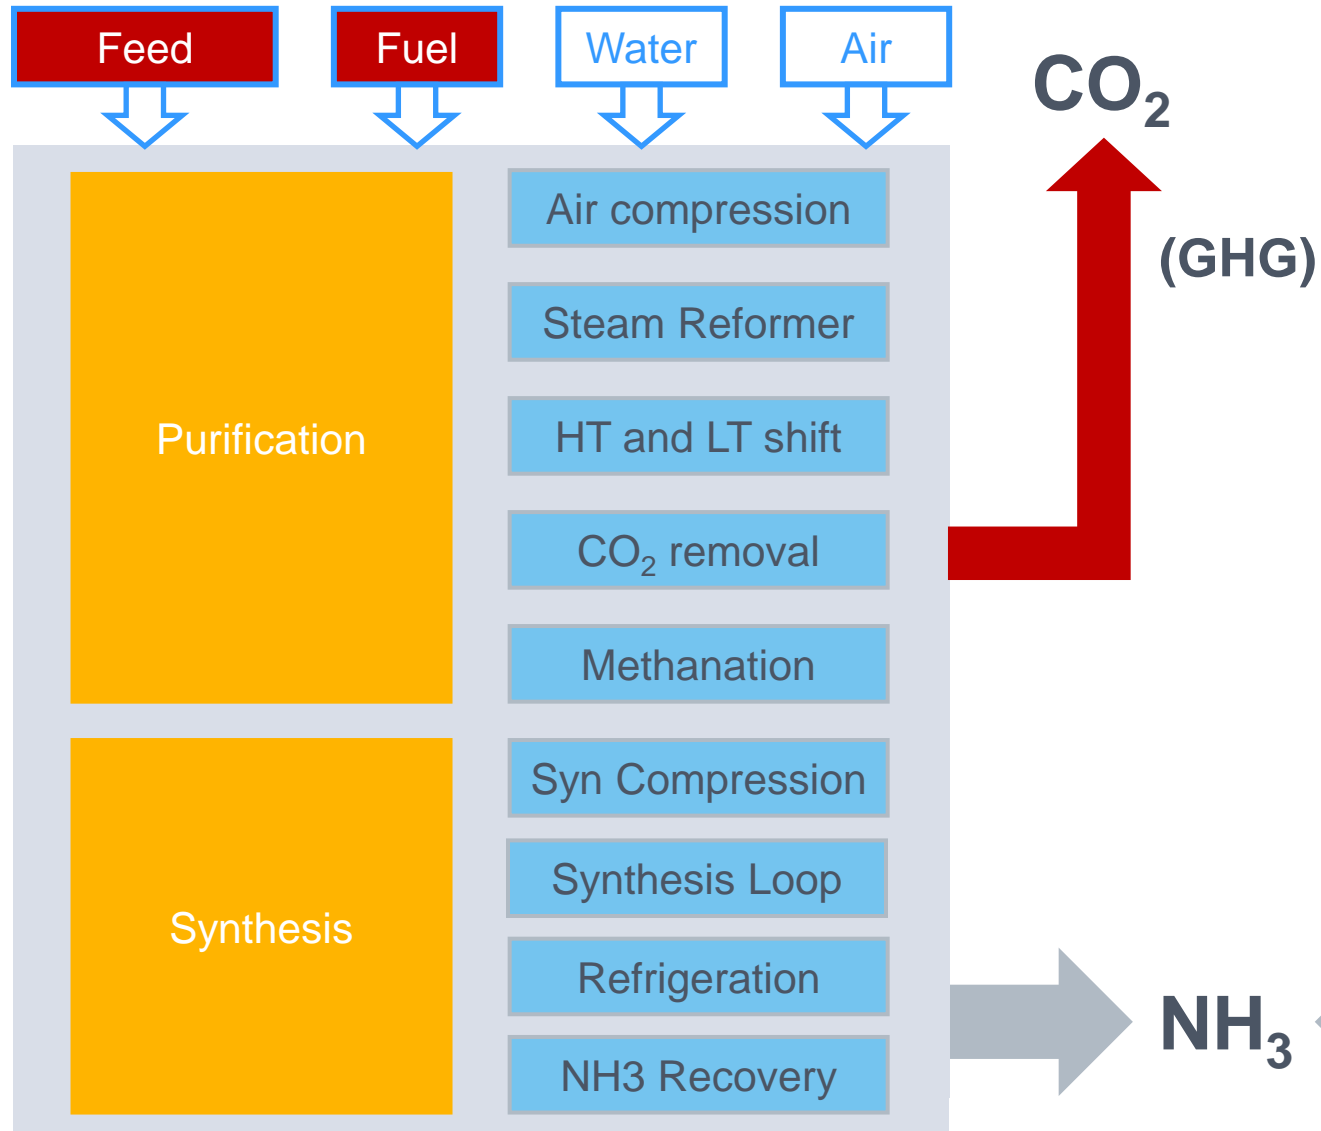 Feed
Fuel
Water
Air
CO₂
(GHG)
Purification
Air compression
Steam Reformer
HT and LT shift
CO₂ removal
Methanation
Synthesis
Syn Compression
Synthesis Loop
Refrigeration
NH3 Recovery
NH₃